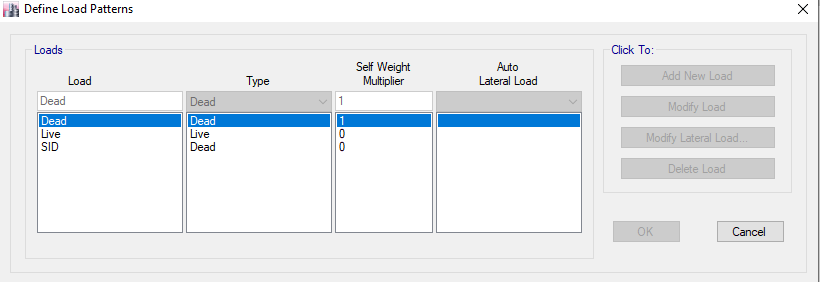 Define Load Patterns
Loads
Click To:
Load
Type
Self Weight
Multiplier
Auto
Lateral Load
Dead
Dead
1
Dead
Dead
1
Live
Live
0
SID
Dead
0
Add New Load
Modify Load
Modify Lateral Load...
Delete Load
OK
Cancel